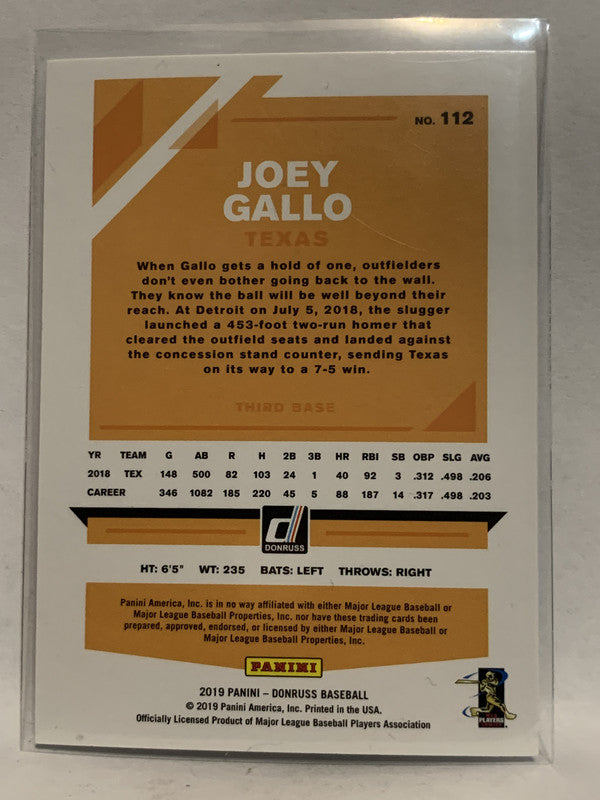 NO. 112
JOEY
GALLO
TEXAS
When Gallo gets a hold of one, outfielders
don't even bother going back to the wall.
They know the ball will be well beyond their
reach. At Detroit on July 5, 2018, the slugger
launched a 453-foot two-run homer that
cleared the outfield seats and landed against
the concession stand counter, sending Texas
on its way to a 7-5 win.
THIRD BASE
YR TEAM G AB R H 2B 3B HR RBI SB OBP SLG AVG
2018 TEX 148 500 82 103 24 1 40 92 3 .312 .498 .206
CAREER 346 1082 185 220 45 5 88 187 14 .317 .498 .203
DONRUSS
HT: 6'5" WT: 235 BATS: LEFT THROWS: RIGHT
Panini America, Inc. is in no way affiliated with either Major League Baseball or
Major League Baseball Properties, Inc. nor have these trading cards been
prepared, approved, endorsed, or licensed by either Major League Baseball or
Major League Baseball Properties, Inc.
PANINI
2019 PANINI – DONRUSS BASEBALL
© 2019 Panini America, Inc. Printed in the USA.
Officially Licensed Product of Major League Baseball Players Association
PLAYERS